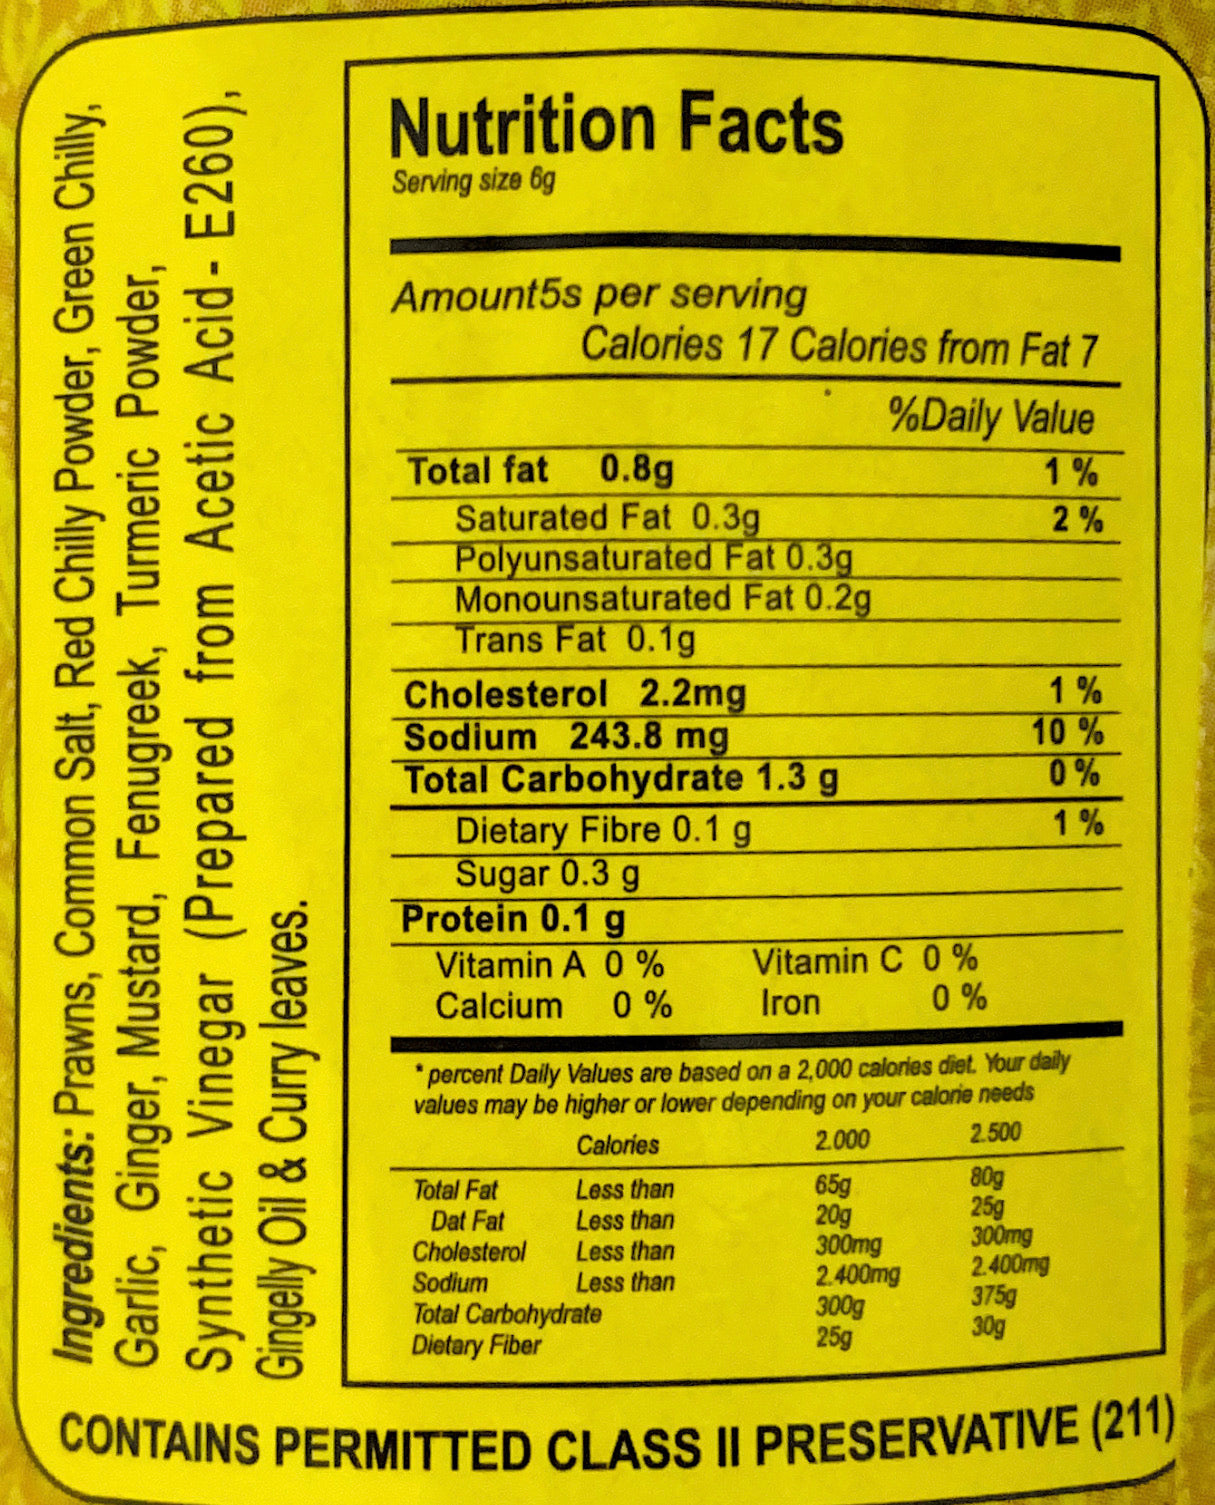 Ingredients: Prawns, Common Salt, Red Chilly Powder, Green Chilly,
Garlic, Ginger, Mustard, Fenugreek, Turmeric Powder,
Synthetic Vinegar (Prepared from Acetic Acid - E260),
Gingelly Oil & Curry leaves.
Nutrition Facts
Serving size 6g
Amount5s per serving
Calories 17 Calories from Fat 7
%Daily Value
Total fat 0.8g 1 %
Saturated Fat 0.3g 2 %
Polyunsaturated Fat 0.3g
Monounsaturated Fat 0.2g
Trans Fat 0.1g
Cholesterol 2.2mg 1 %
Sodium 243.8 mg 10 %
Total Carbohydrate 1.3 g 0 %
Dietary Fibre 0.1 g 1 %
Sugar 0.3 g
Protein 0.1 g
Vitamin A 0 % Vitamin C 0 %
Calcium 0 % Iron 0 %
* percent Daily Values are based on a 2,000 calories diet. Your daily
values may be higher or lower depending on your calorie needs
Calories 2.000 2.500
Total Fat Less than 65g 80g
Dat Fat Less than 20g 25g
Cholesterol Less than 300mg 300mg
Sodium Less than 2.400mg 2.400mg
Total Carbohydrate 300g 375g
Dietary Fiber 25g 30g
CONTAINS PERMITTED CLASS II PRESERVATIVE (211)